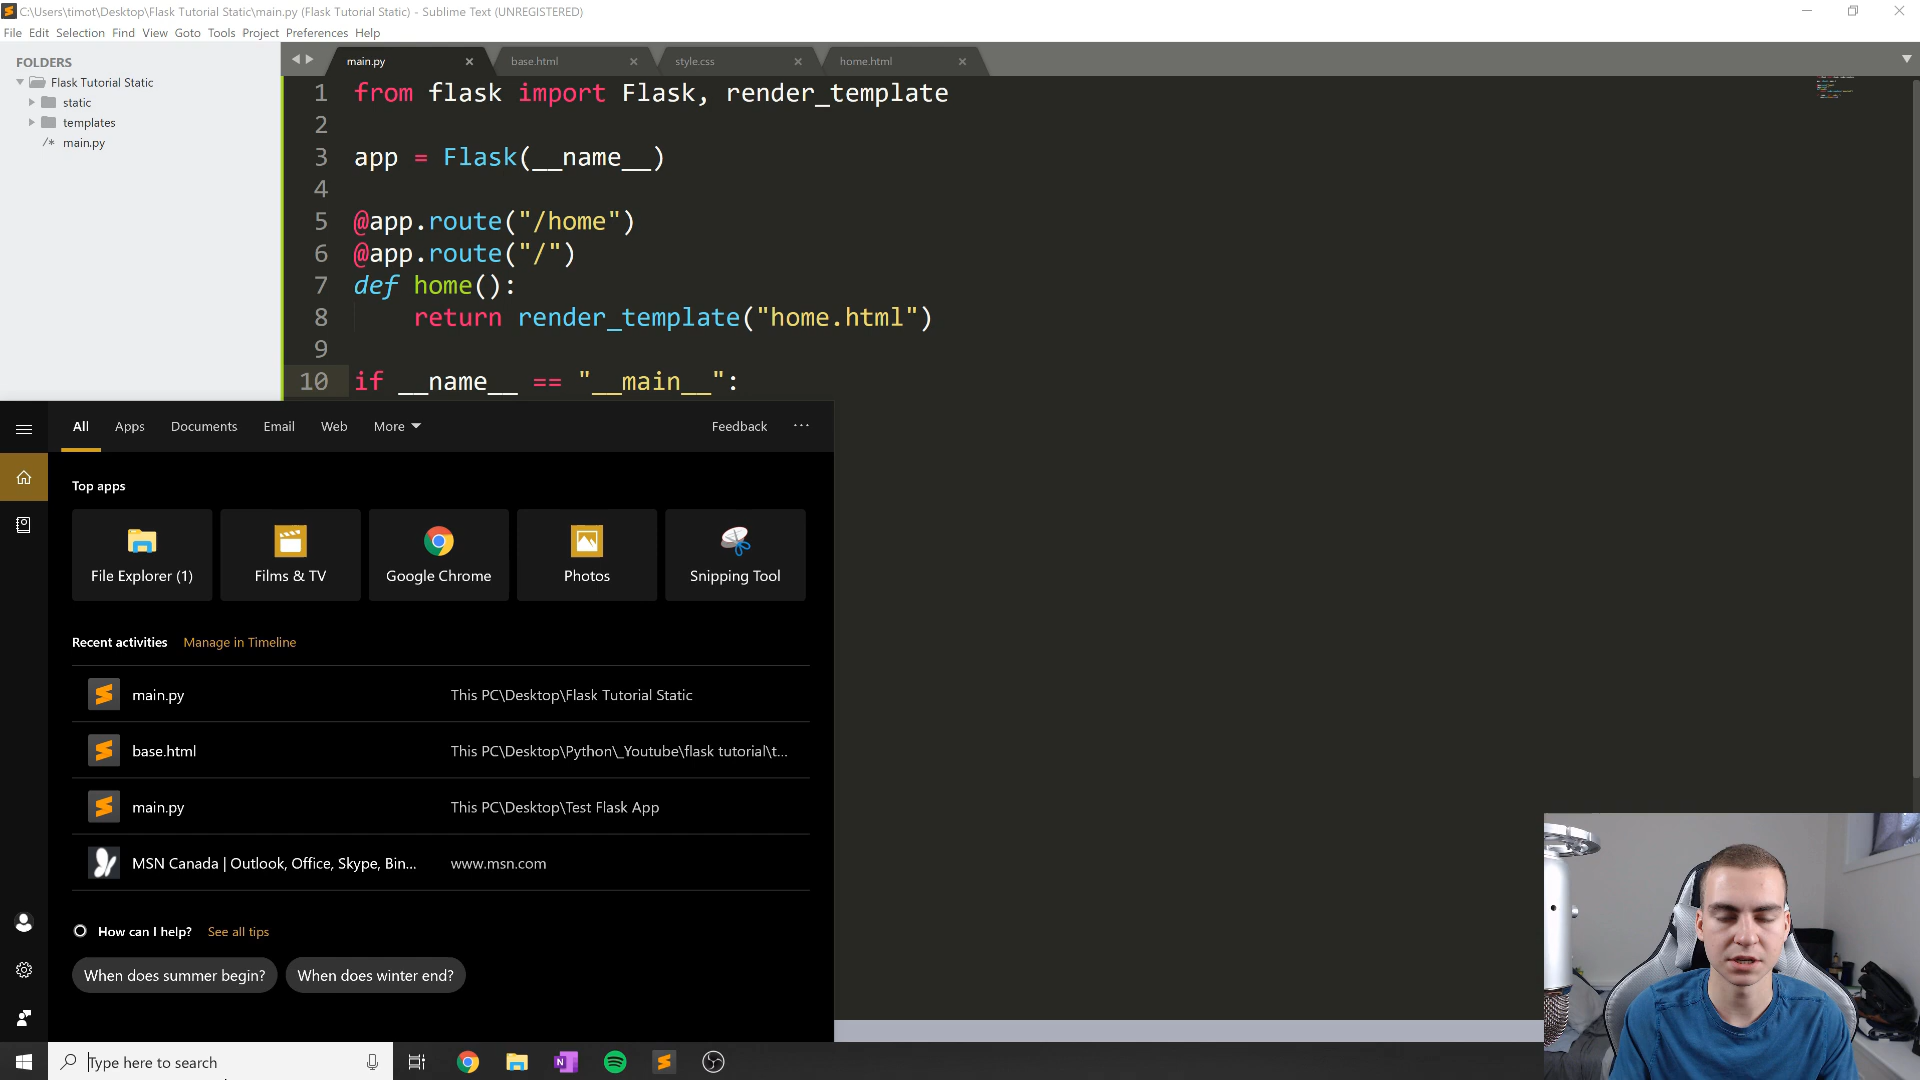 C:\Users\timot\Desktop\Flask Tutorial Static\main.py (Flask Tutorial Static) - Sublime Text (UNREGISTERED)
File Edit Selection Find View Goto Tools Project Preferences Help
FOLDERS
Flask Tutorial Static
static
templates
/* main.py
main.py base.html style.css home.html
1 from flask import Flask, render_template
2
3 app = Flask(__name__)
4
5 @app.route("/home")
6 @app.route("/")
7 def home():
8 return render_template("home.html")
9
10 if __name__ == "__main__":
All Apps Documents Email Web More Feedback ...
Top apps
File Explorer (1) Films & TV Google Chrome Photos Snipping Tool
Recent activities Manage in Timeline
main.py This PC\Desktop\Flask Tutorial Static
base.html This PC\Desktop\Python\_Youtube\flask tutorial\t...
main.py This PC\Desktop\Test Flask App
MSN Canada | Outlook, Office, Skype, Bin... www.msn.com
How can I help? See all tips
When does summer begin? When does winter end?
Type here to search